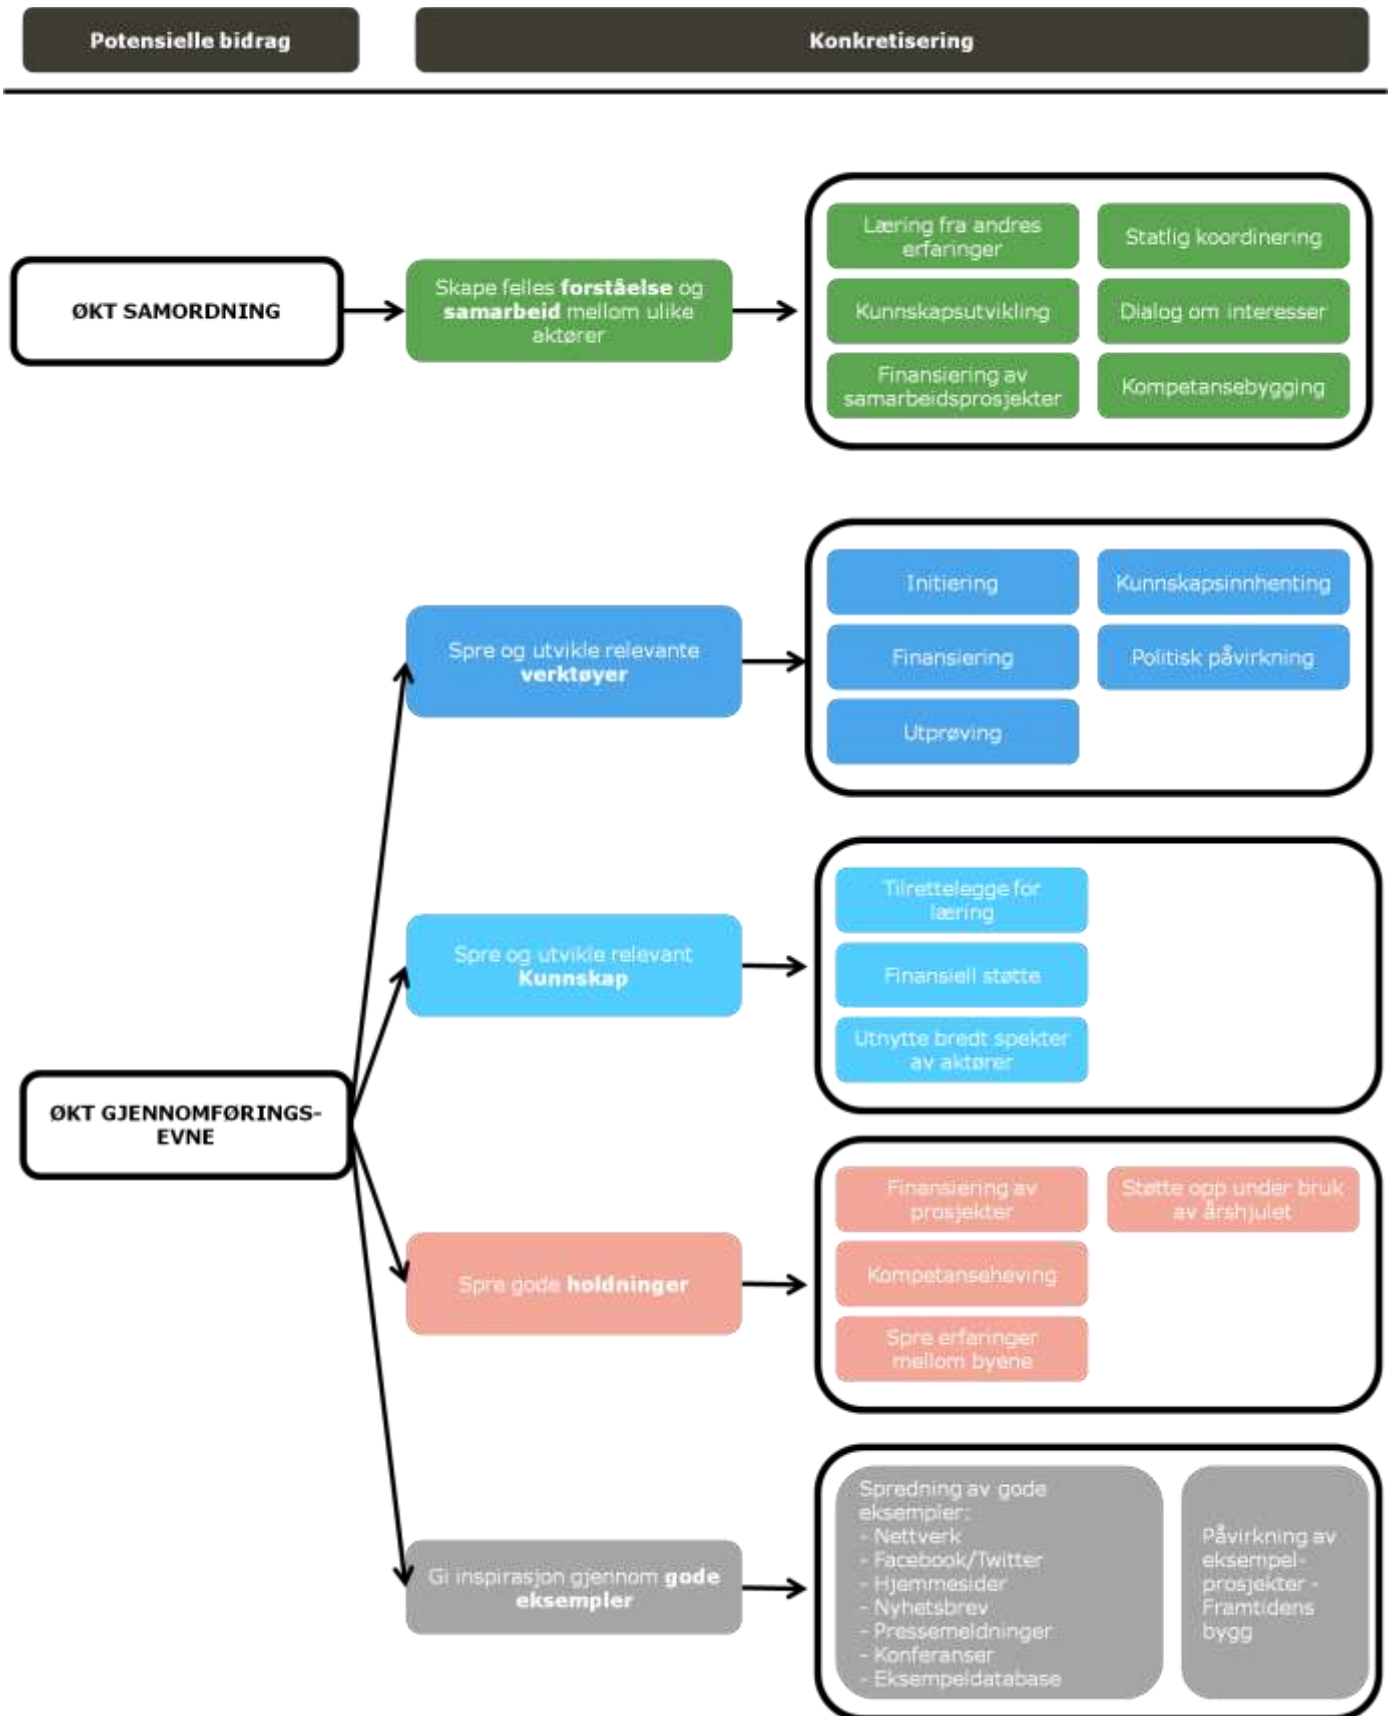 Potensielle bidrag
Konkretisering
ØKT SAMORDNING
Skape felles forståelse og
samarbeid mellom ulike
aktører
Læring fra andres
erfaringer
Statlig koordinering
Kunnskapsutvikling
Dialog om interesser
Finansiering av
samarbeidsprosjekter
Kompetansebygging
ØKT GJENNOMFØRINGS-
EVNE
Spre og utvikle relevante
verktøyer
Initiering
Kunnskapsinnhenting
Finansiering
Politisk påvirkning
Utprøving
Spre og utvikle relevant
Kunnskap
Tilrettelegge for
læring
Finansiell støtte
Utnytte bredt spekter
av aktører
Spre gode holdninger
Finansiering av
prosjekter
Støtte opp under bruk
av årshjulet
Kompetanseheving
Spre erfaringer
mellom byene
Gi inspirasjon gjennom gode
eksempler
Spredning av gode
eksempler:
- Nettverk
- Facebook/Twitter
- Hjemmesider
- Nyhetsbrev
- Pressemeldninger
- Konferanser
- Eksempeldatabase
Påvirkning av
eksempel-
prosjekter -
Framtidens
bygg